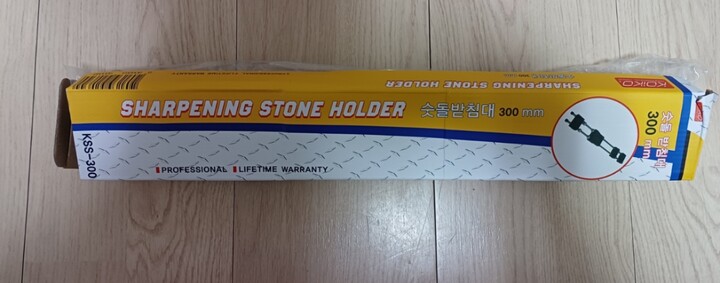 KOIKO
SHARPENING STONE HOLDER
SHARPENING STONE HOLDER 숫돌받침대 300 mm
숫돌 받침대
300 mm
KSS-300
PROFESSIONAL LIFETIME WARRANTY